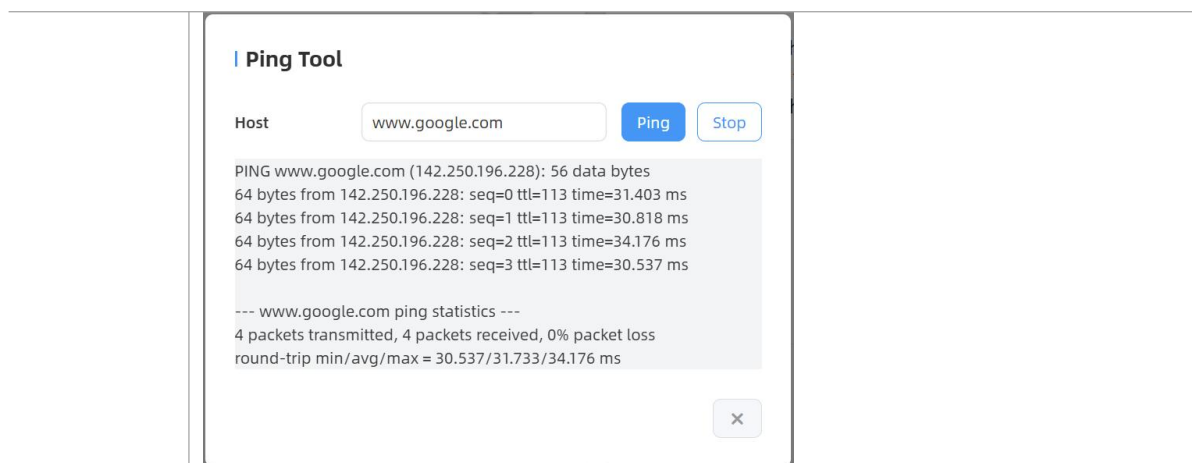 Ping Tool
Host www.google.com Ping Stop
PING www.google.com (142.250.196.228): 56 data bytes
64 bytes from 142.250.196.228: seq=0 ttl=113 time=31.403 ms
64 bytes from 142.250.196.228: seq=1 ttl=113 time=30.818 ms
64 bytes from 142.250.196.228: seq=2 ttl=113 time=34.176 ms
64 bytes from 142.250.196.228: seq=3 ttl=113 time=30.537 ms
--- www.google.com ping statistics ---
4 packets transmitted, 4 packets received, 0% packet loss
round-trip min/avg/max = 30.537/31.733/34.176 ms